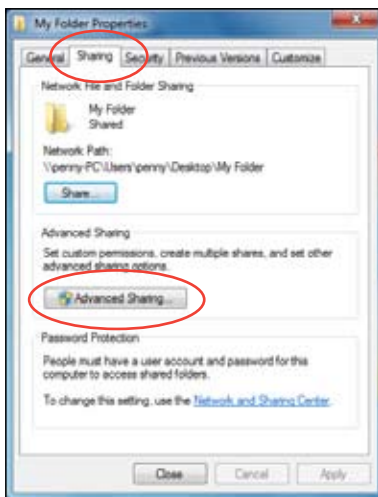 My Folder Properties
General Sharing Security Previous Versions Customize
Network File and Folder Sharing
My Folder
Shared
Network Path:
\\penny-PC\Users\penny\Desktop\My Folder
Share...
Advanced Sharing
Set custom permissions, create multiple shares, and set other
advanced sharing options.
Advanced Sharing...
Password Protection
People must have a user account and password for this
computer to access shared folders.
To change this setting, use the Network and Sharing Center.
Close Cancel Apply